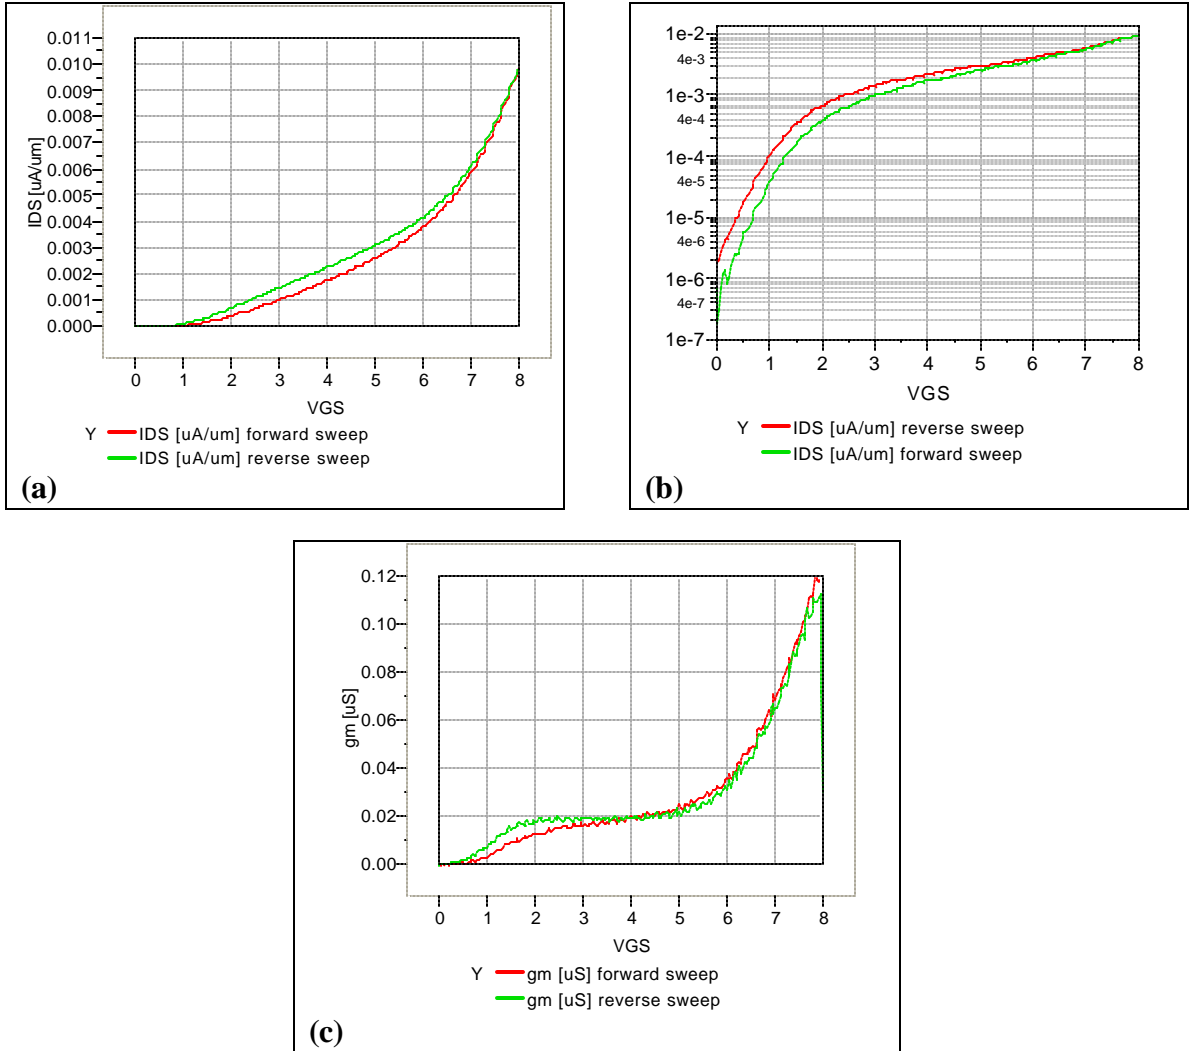 0.011
0.010
0.009
0.008
0.007
0.006
0.005
0.004
0.003
0.002
0.001
0.000
IDS [uA/um]
0 1 2 3 4 5 6 7 8
VGS
Y IDS [uA/um] forward sweep
IDS [uA/um] reverse sweep
(a)
1e-2
4e-3
1e-3
4e-4
1e-4
4e-5
1e-5
4e-6
1e-6
4e-7
1e-7
0 1 2 3 4 5 6 7 8
VGS
Y IDS [uA/um] reverse sweep
IDS [uA/um] forward sweep
(b)
0.12
0.10
0.08
0.06
0.04
0.02
0.00
gm [uS]
0 1 2 3 4 5 6 7 8
VGS
Y gm [uS] forward sweep
gm [uS] reverse sweep
(c)